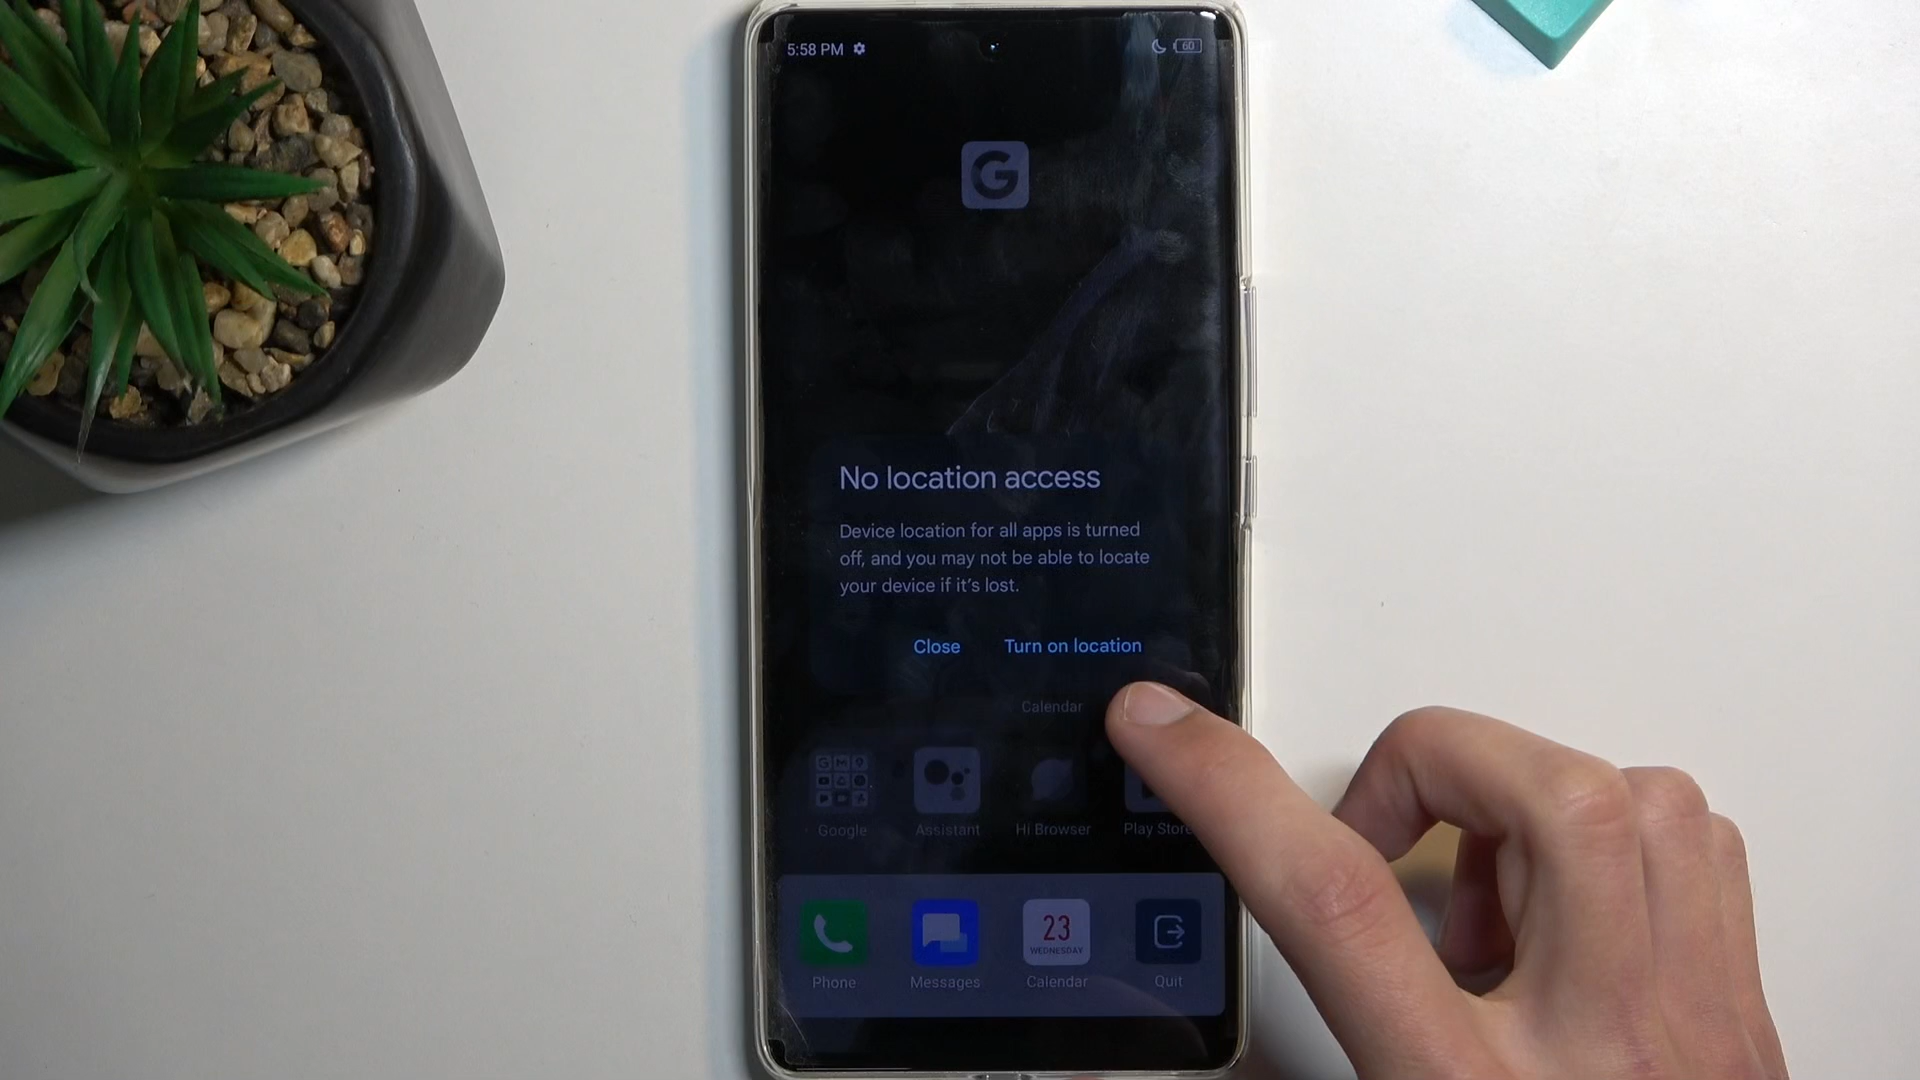 5:58 PM
60
G
No location access
Device location for all apps is turned
off, and you may not be able to locate
your device if it's lost.
Close Turn on location
Calendar
Google Assistant Hi Browser Play Store
23
WEDNESDAY
Phone Messages Calendar Quit